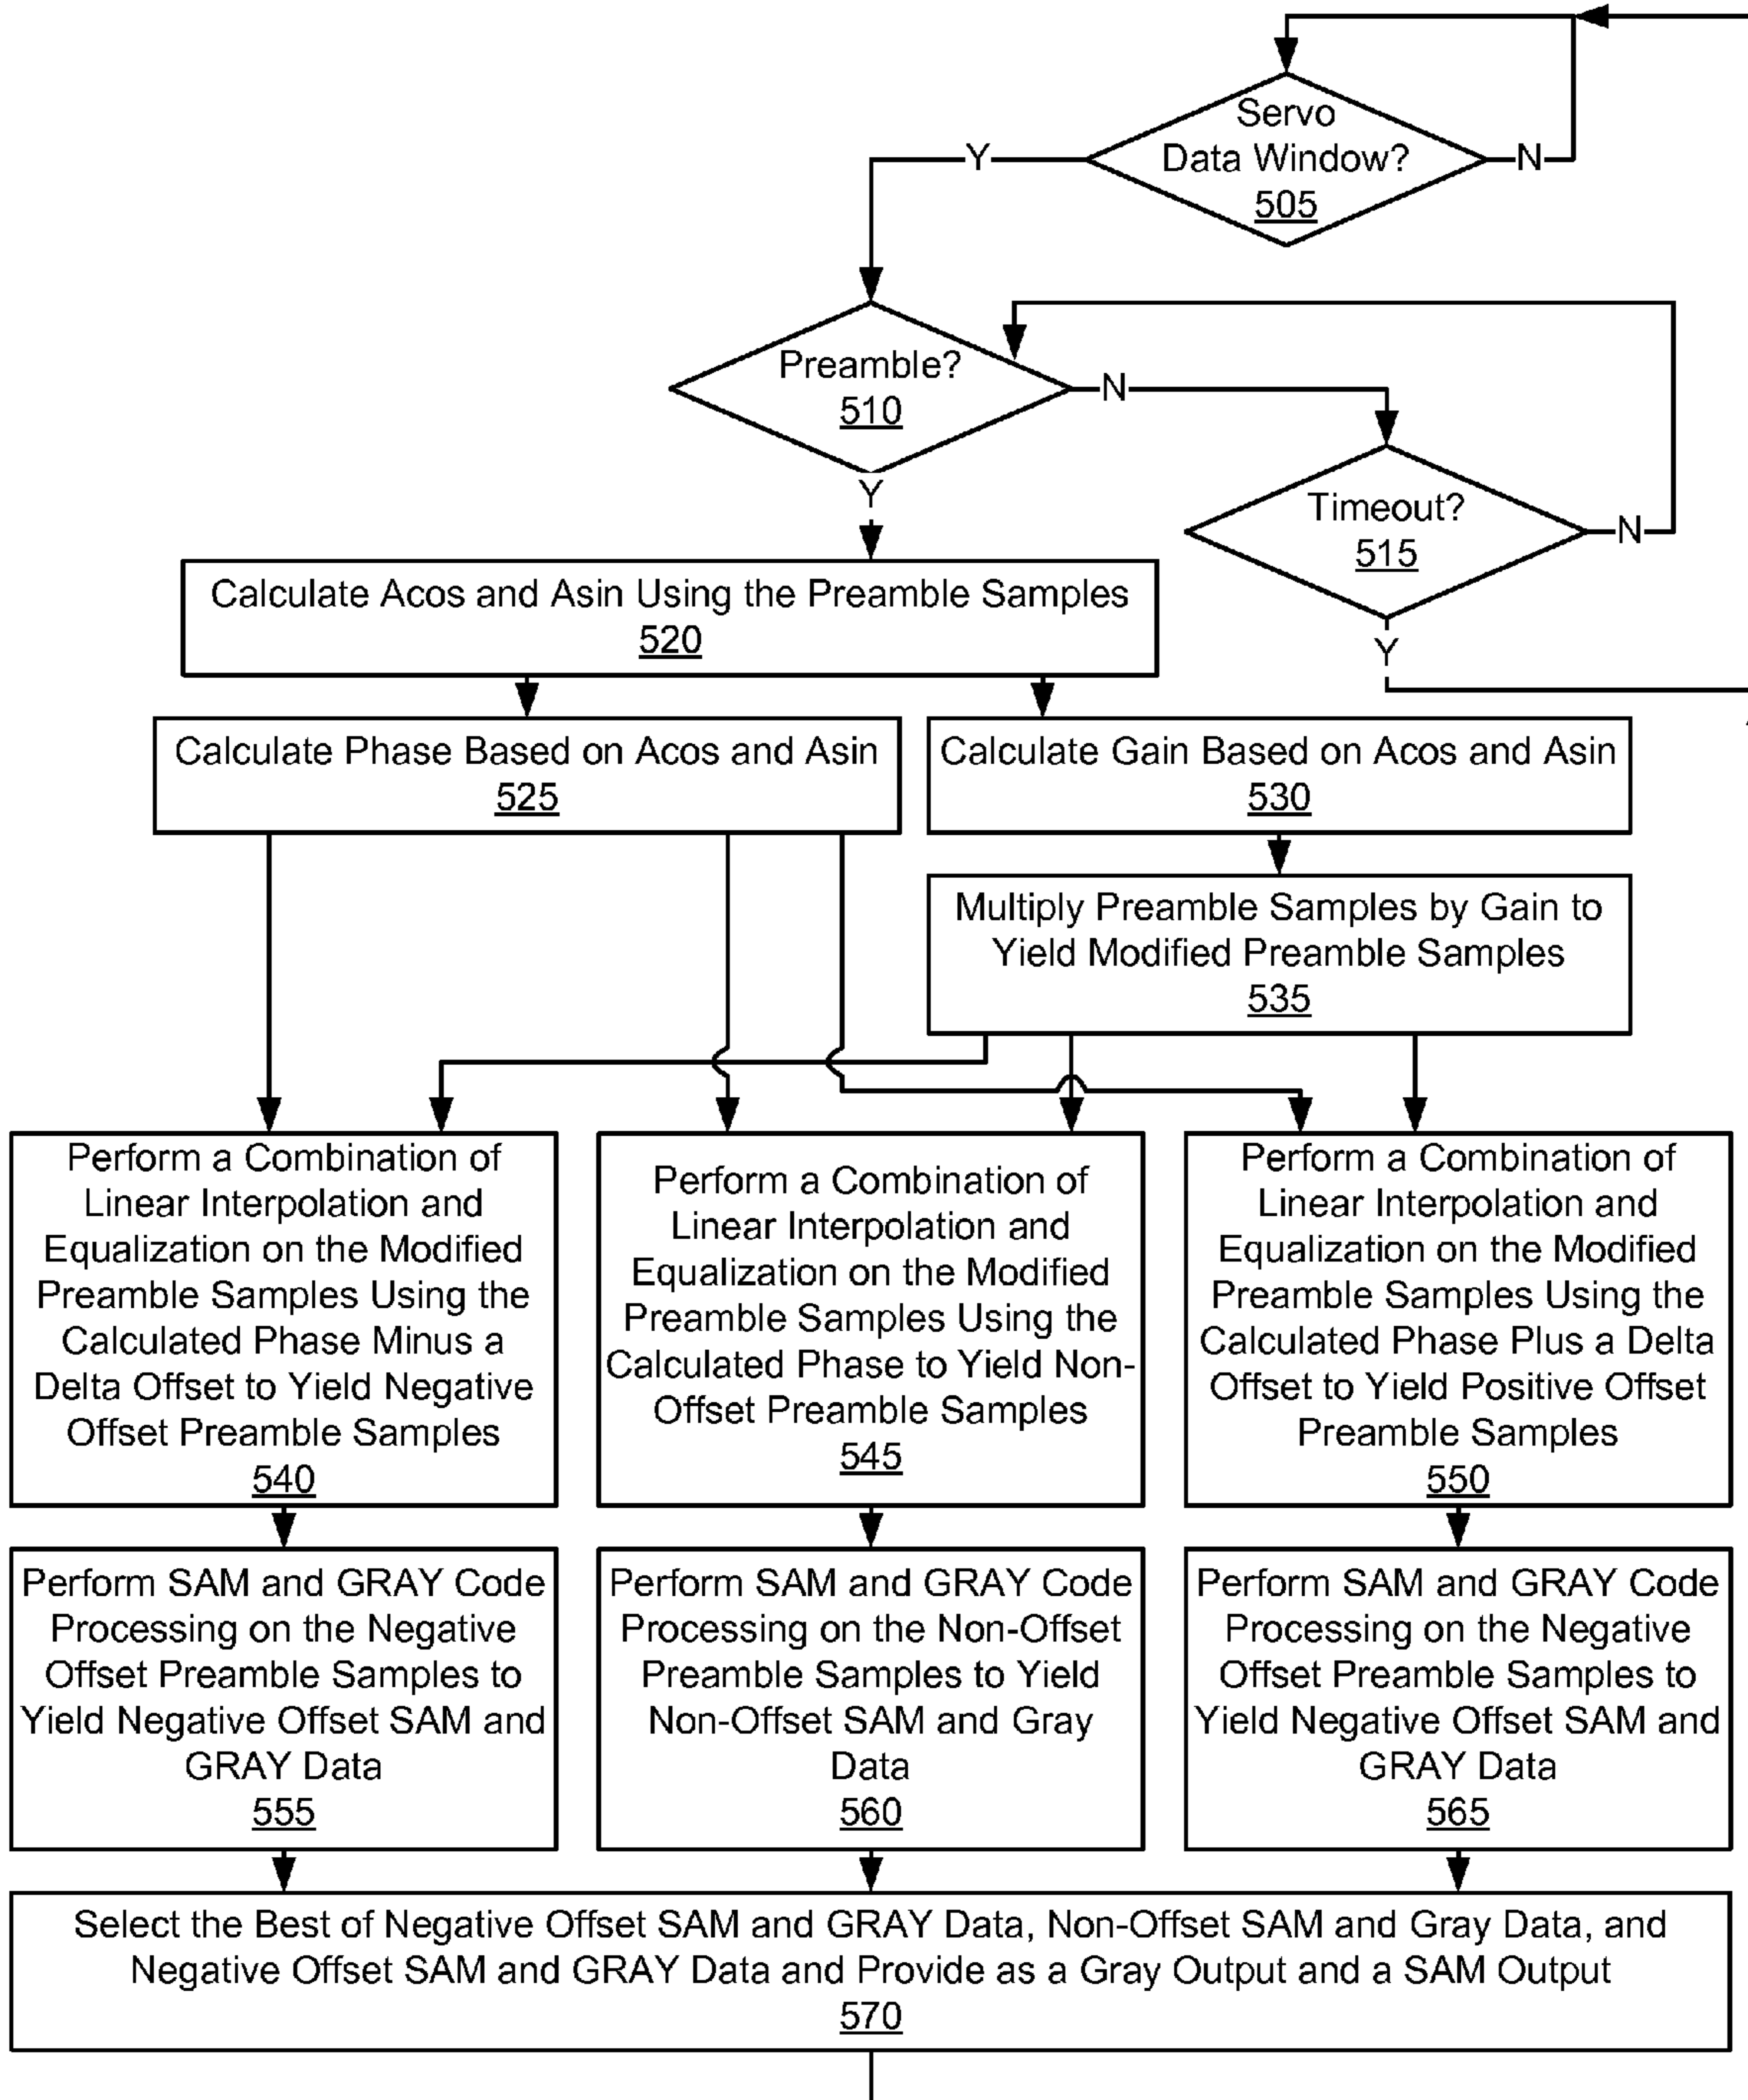 Servo
Data Window?
505
Y
N
Preamble?
510
N
Y
Timeout?
515
N
Y
Calculate Acos and Asin Using the Preamble Samples
520
Calculate Phase Based on Acos and Asin
525
Calculate Gain Based on Acos and Asin
530
Multiply Preamble Samples by Gain to
Yield Modified Preamble Samples
535
Perform a Combination of
Linear Interpolation and
Equalization on the Modified
Preamble Samples Using the
Calculated Phase Minus a
Delta Offset to Yield Negative
Offset Preamble Samples
540
Perform a Combination of
Linear Interpolation and
Equalization on the Modified
Preamble Samples Using the
Calculated Phase to Yield Non-
Offset Preamble Samples
545
Perform a Combination of
Linear Interpolation and
Equalization on the Modified
Preamble Samples Using the
Calculated Phase Plus a Delta
Offset to Yield Positive Offset
Preamble Samples
550
Perform SAM and GRAY Code
Processing on the Negative
Offset Preamble Samples to
Yield Negative Offset SAM and
GRAY Data
555
Perform SAM and GRAY Code
Processing on the Non-Offset
Preamble Samples to Yield
Non-Offset SAM and Gray
Data
560
Perform SAM and GRAY Code
Processing on the Negative
Offset Preamble Samples to
Yield Negative Offset SAM and
GRAY Data
565
Select the Best of Negative Offset SAM and GRAY Data, Non-Offset SAM and Gray Data, and
Negative Offset SAM and GRAY Data and Provide as a Gray Output and a SAM Output
570